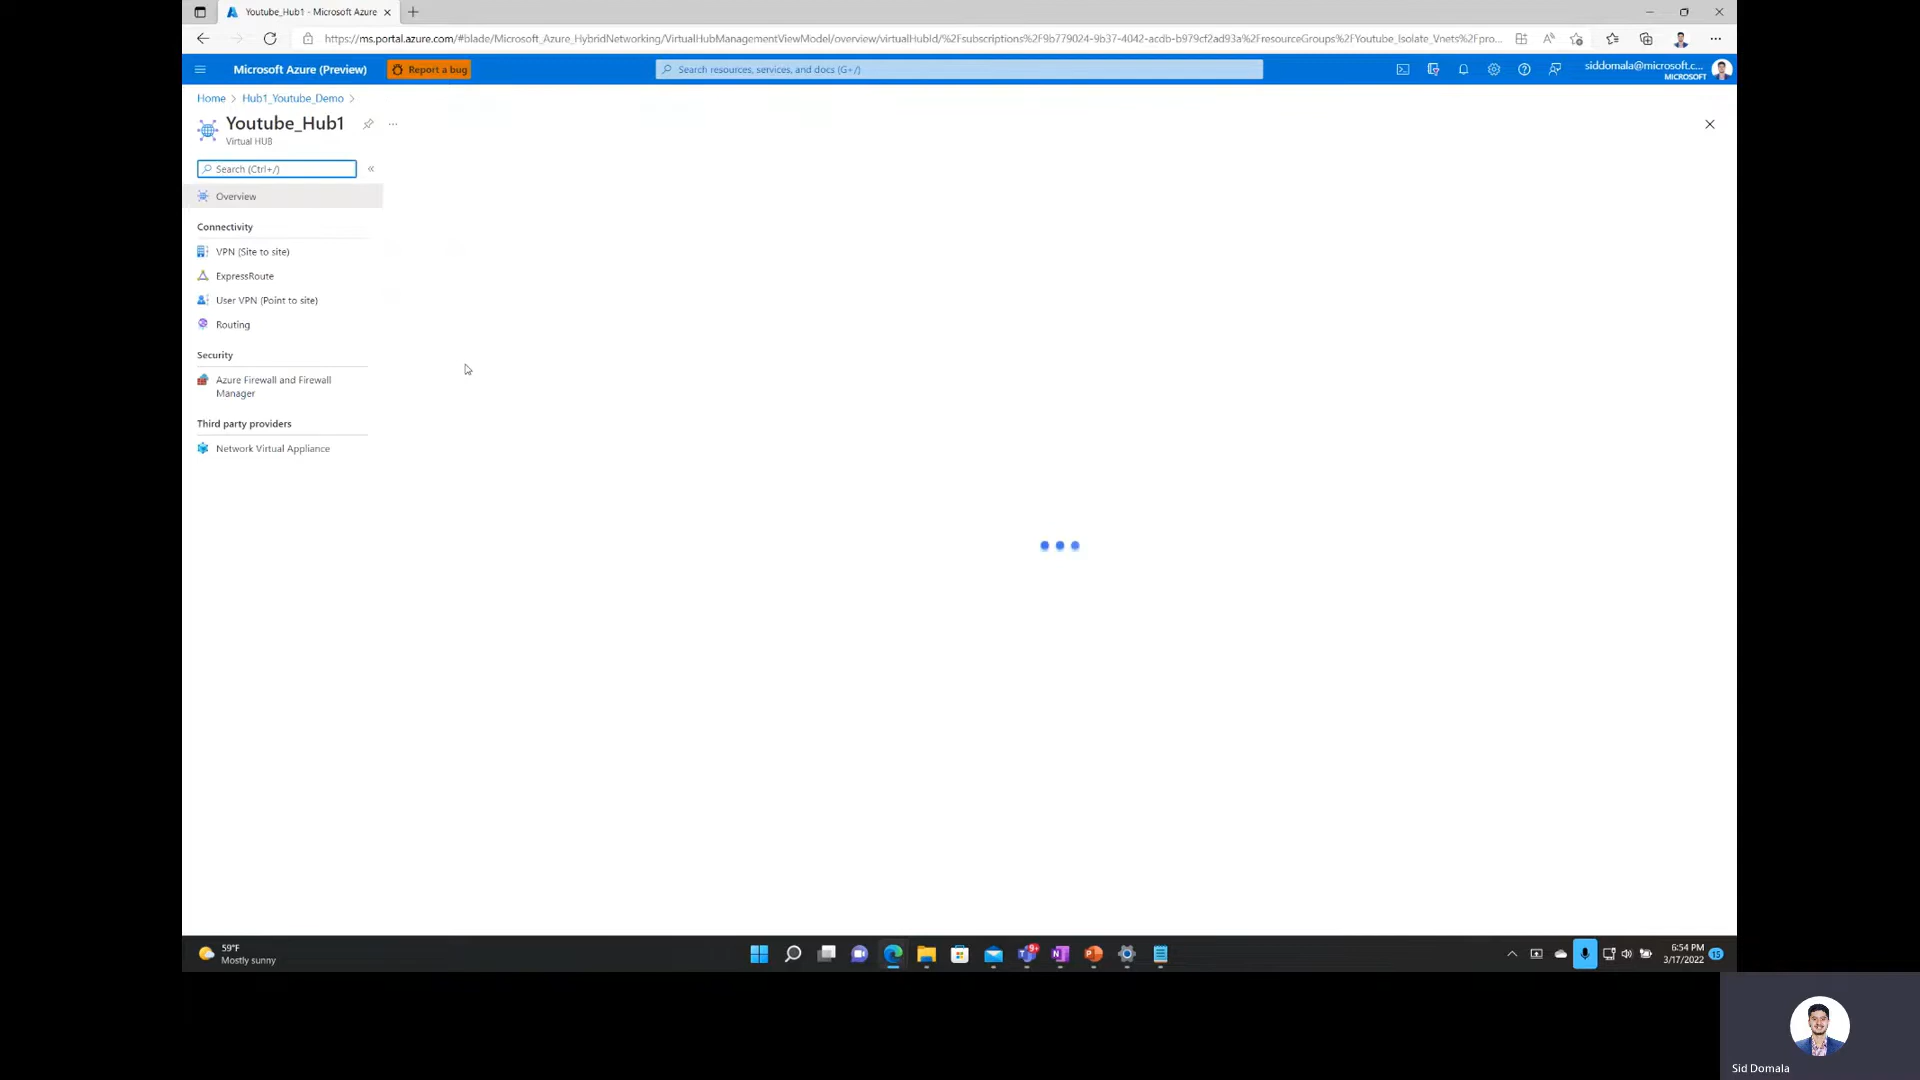 Youtube_Hub1 - Microsoft Azure
https://ms.portal.azure.com/#blade/Microsoft_Azure_HybridNetworking/VirtualHubManagementViewModel/overview/virtualHubId/%2Fsubscriptions%2F9b779024-9b37-4042-acdb-b979cf2ad93a%2FresourceGroups%2FYoutube_Isolate_Vnets%2Fpro...
Microsoft Azure (Preview)
Report a bug
Search resources, services, and docs (G+/)
siddomala@microsoft.c...
MICROSOFT
Home > Hub1_Youtube_Demo >
Youtube_Hub1
Virtual HUB
Search (Ctrl+/)
Overview
Connectivity
VPN (Site to site)
ExpressRoute
User VPN (Point to site)
Routing
Security
Azure Firewall and Firewall
Manager
Third party providers
Network Virtual Appliance
59°F
Mostly sunny
9+
6:54 PM
3/17/2022
15
Sid Domala